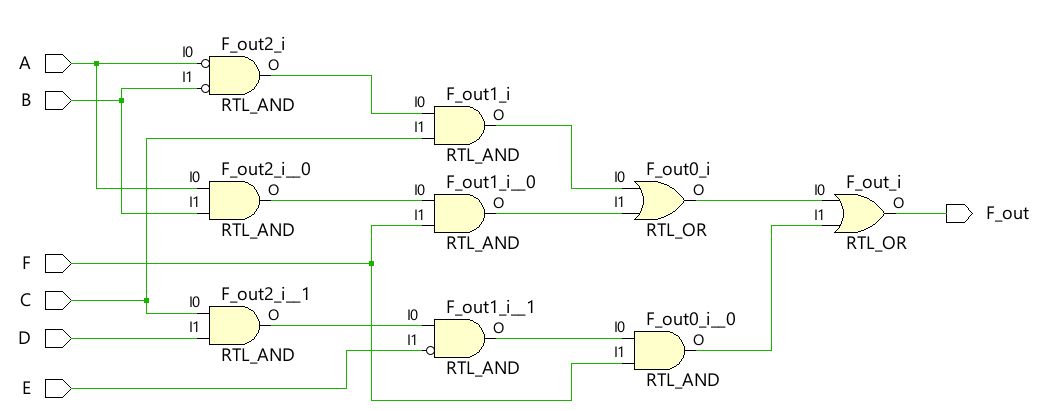 F_out2_i
A
I0
O
I1
B
RTL_AND
F_out1_i
I0
O
I1
RTL_AND
F_out2_i__0
I0
O
I1
RTL_AND
F_out1_i__0
I0
O
I1
RTL_AND
F_out0_i
I0
O
I1
RTL_OR
F_out_i
I0
O
I1
RTL_OR
F_out
F
C
D
F_out2_i__1
I0
O
I1
RTL_AND
F_out1_i__1
I0
O
I1
RTL_AND
F_out0_i__0
I0
O
I1
RTL_AND
E